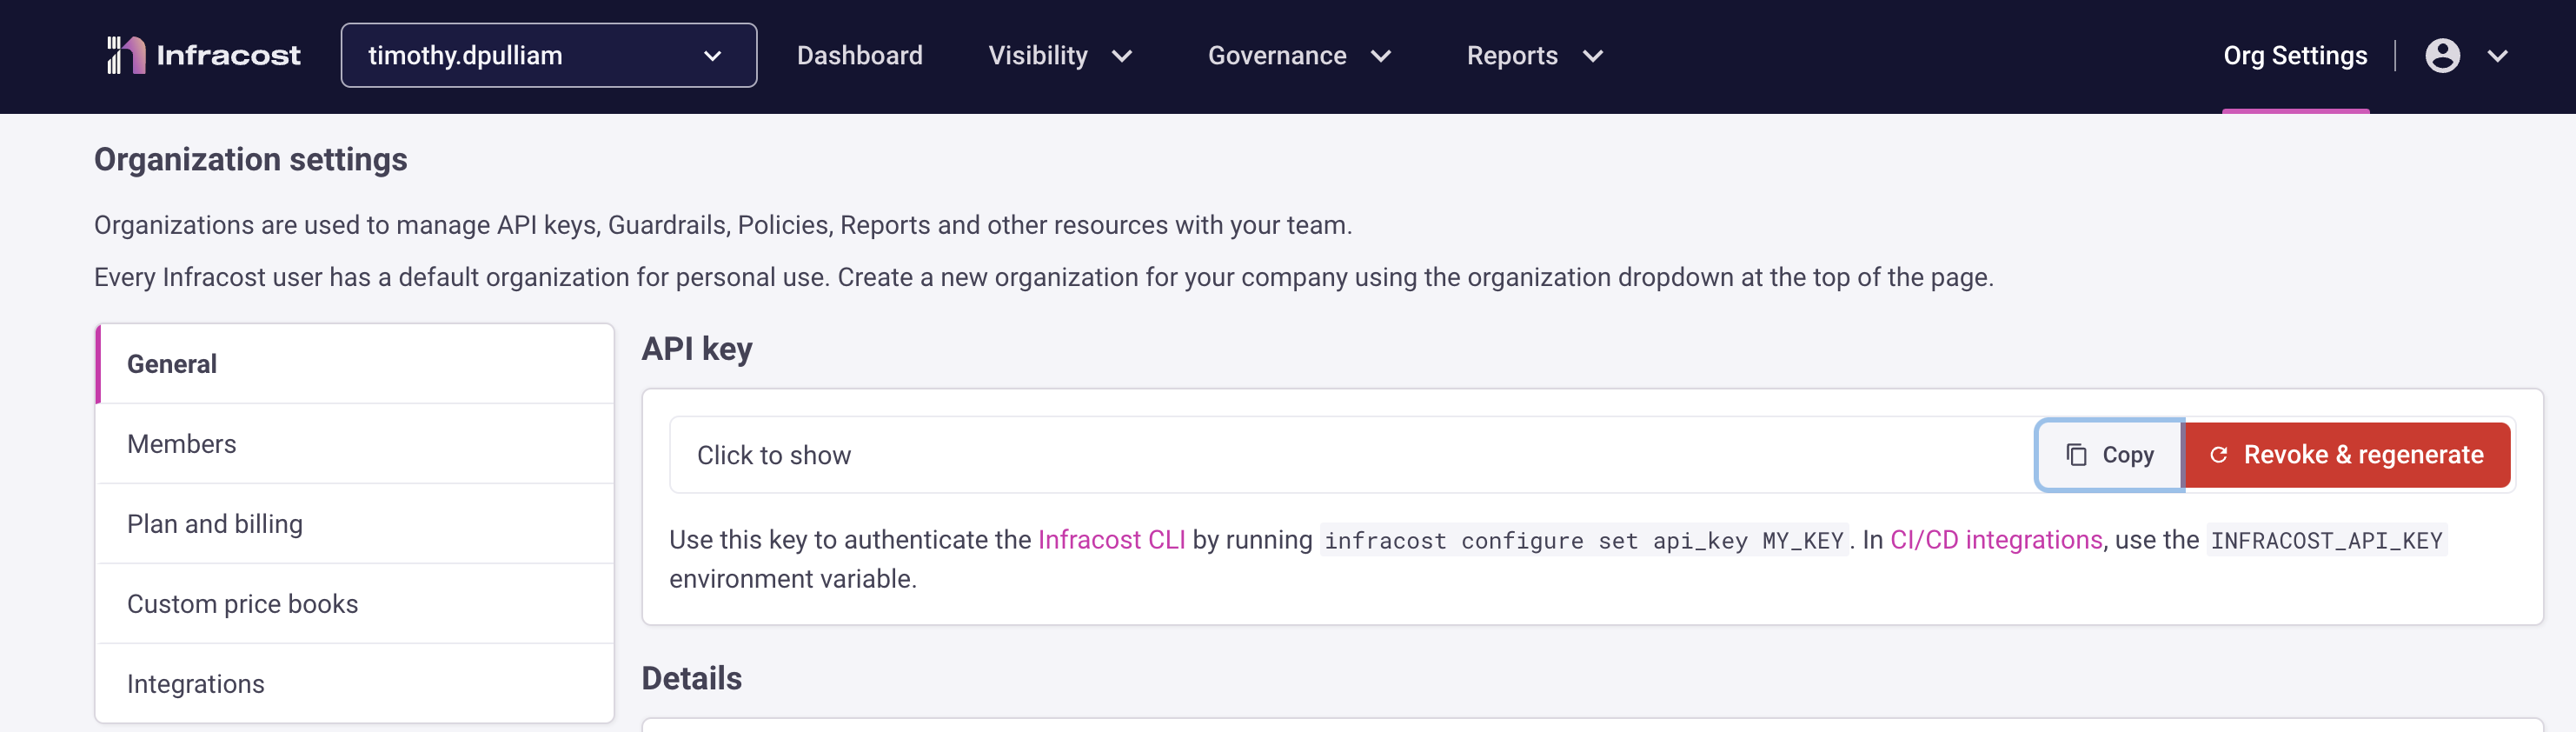 Infracost
timothy.dpulliam
Dashboard
Visibility
Governance
Reports
Org Settings
Organization settings
Organizations are used to manage API keys, Guardrails, Policies, Reports and other resources with your team.
Every Infracost user has a default organization for personal use. Create a new organization for your company using the organization dropdown at the top of the page.
General
Members
Plan and billing
Custom price books
Integrations
API key
Click to show
Copy
Revoke & regenerate
Use this key to authenticate the Infracost CLI by running infracost configure set api_key MY_KEY. In CI/CD integrations, use the INFRACOST_API_KEY
environment variable.
Details